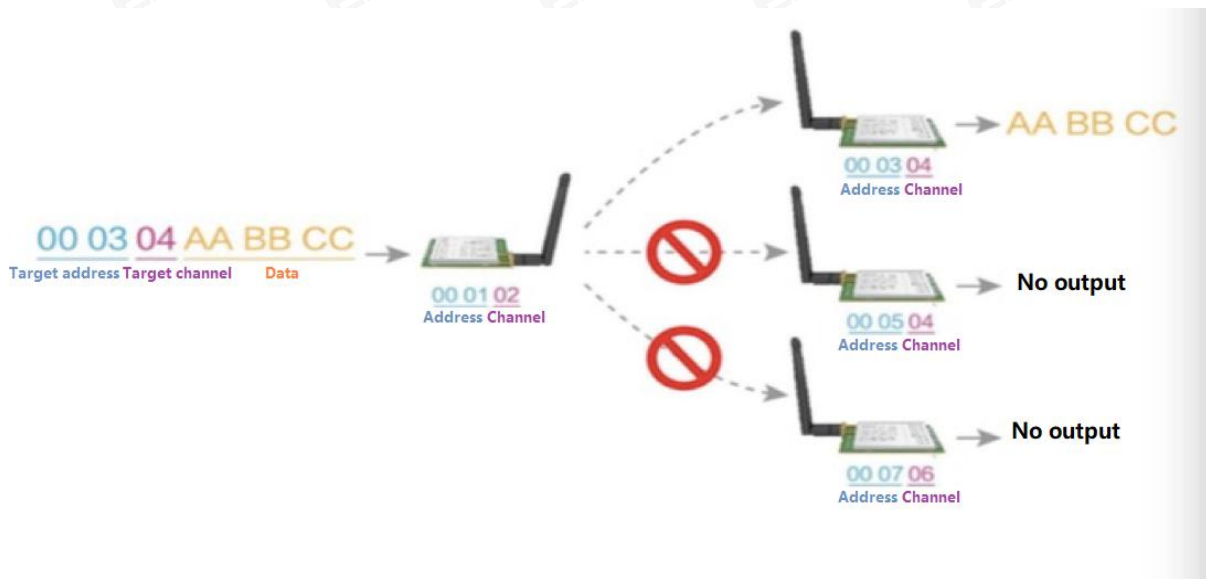 00 03 04 AA BB CC
Target address Target channel Data
00 01 02
Address Channel
AA BB CC
00 03 04
Address Channel
No output
00 05 04
Address Channel
No output
00 07 06
Address Channel